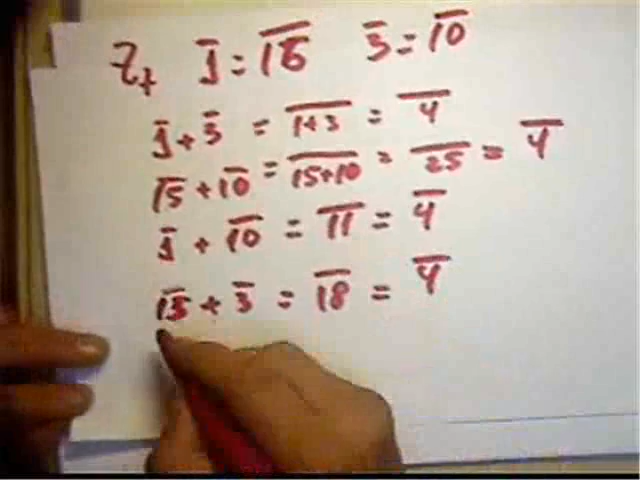 Z₇ 1̅ = 1̅5̅ 3̅ = 1̅0̅
1̅ + 3̅ = 1̅+̅3̅ = 4̅
1̅5̅ + 1̅0̅ = 1̅5̅+̅1̅0̅ = 2̅5̅ = 4̅
1̅ + 1̅0̅ = 1̅1̅ = 4̅
1̅5̅ + 3̅ = 1̅8̅ = 4̅